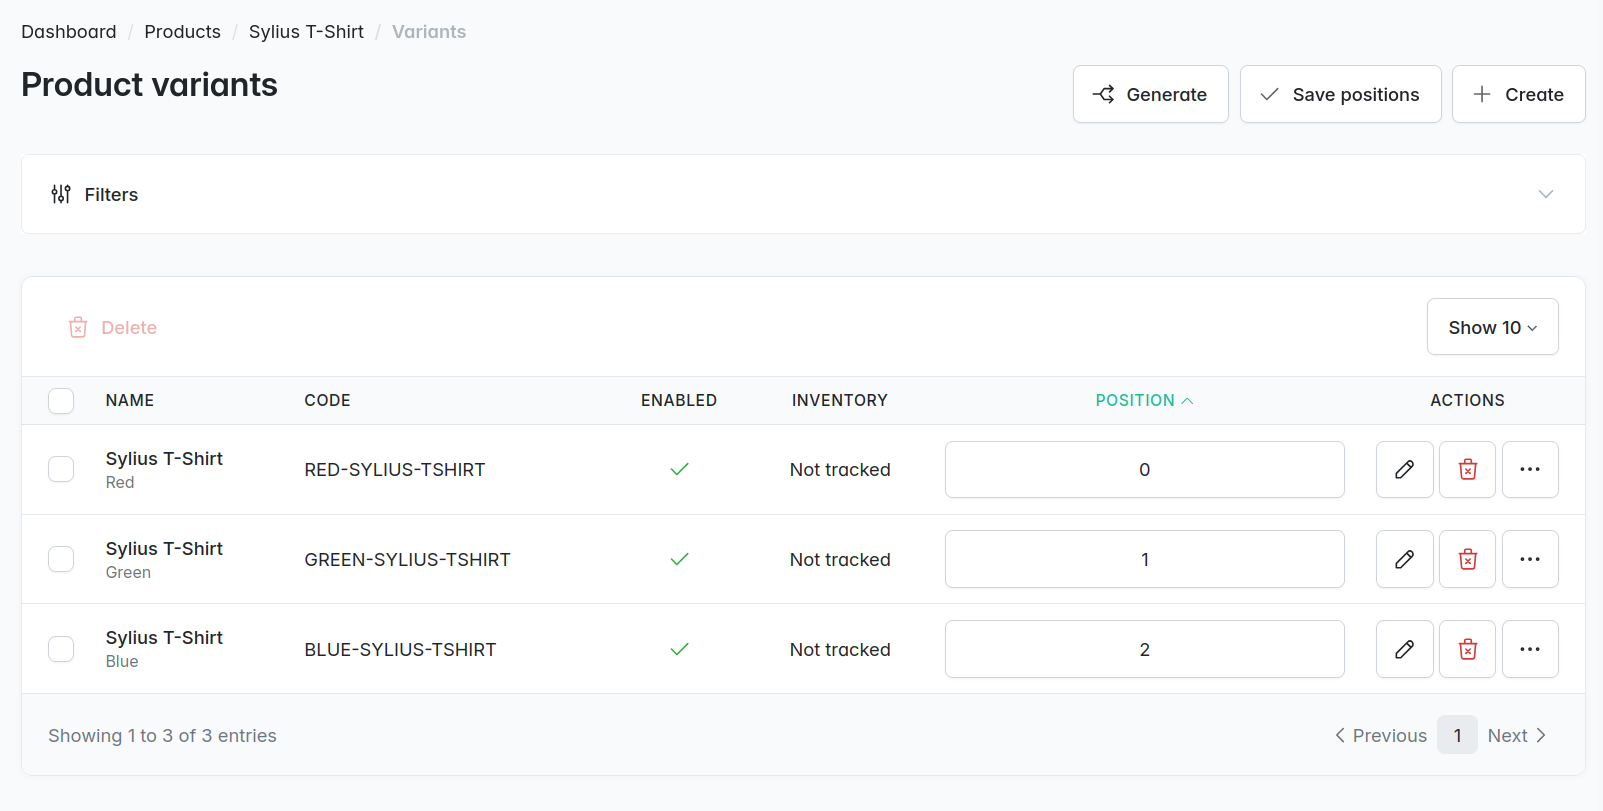 Dashboard / Products / Sylius T-Shirt / Variants
Product variants
Generate
Save positions
Create
Filters
Delete
Show 10
NAME CODE ENABLED INVENTORY POSITION ACTIONS
Sylius T-Shirt
Red
RED-SYLIUS-TSHIRT Not tracked 0
Sylius T-Shirt
Green
GREEN-SYLIUS-TSHIRT Not tracked 1
Sylius T-Shirt
Blue
BLUE-SYLIUS-TSHIRT Not tracked 2
Showing 1 to 3 of 3 entries
Previous 1 Next